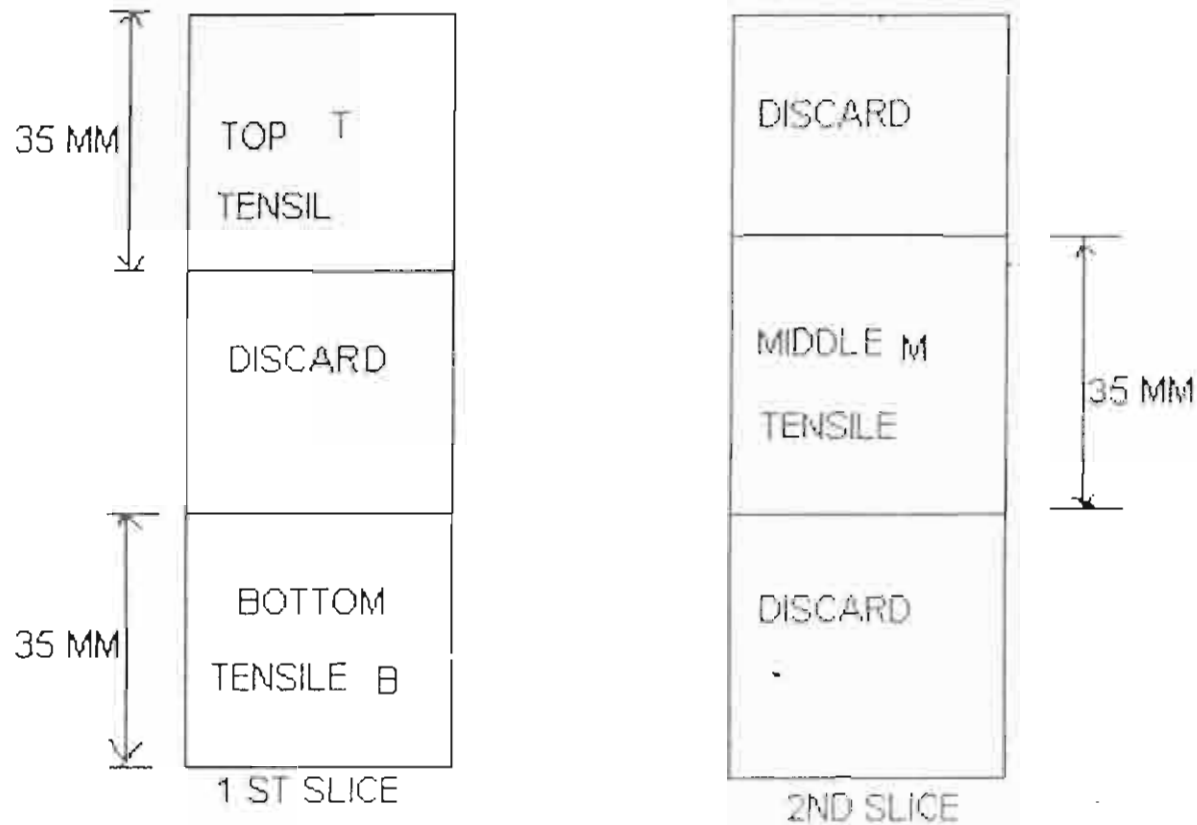 35 MM
TOP T
TENSIL
DISCARD
35 MM
BOTTOM
TENSILE B
1 ST SLICE
DISCARD
MIDDLE M
TENSILE
35 MM
DISCARD
2ND SLICE